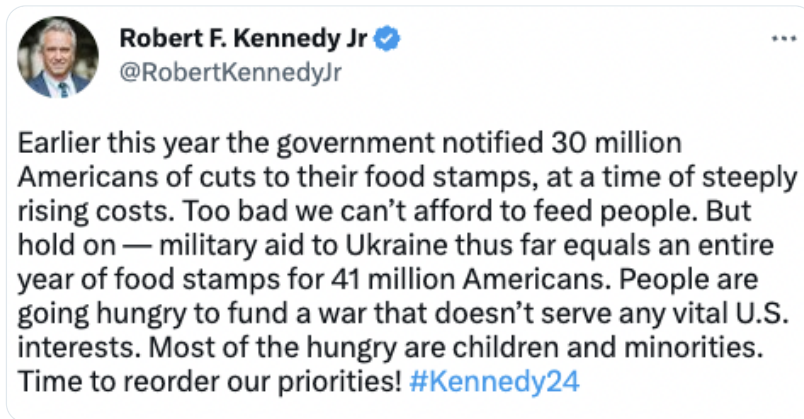 Robert F. Kennedy Jr
@RobertKennedyJr
Earlier this year the government notified 30 million
Americans of cuts to their food stamps, at a time of steeply
rising costs. Too bad we can’t afford to feed people. But
hold on — military aid to Ukraine thus far equals an entire
year of food stamps for 41 million Americans. People are
going hungry to fund a war that doesn’t serve any vital U.S.
interests. Most of the hungry are children and minorities.
Time to reorder our priorities! #Kennedy24